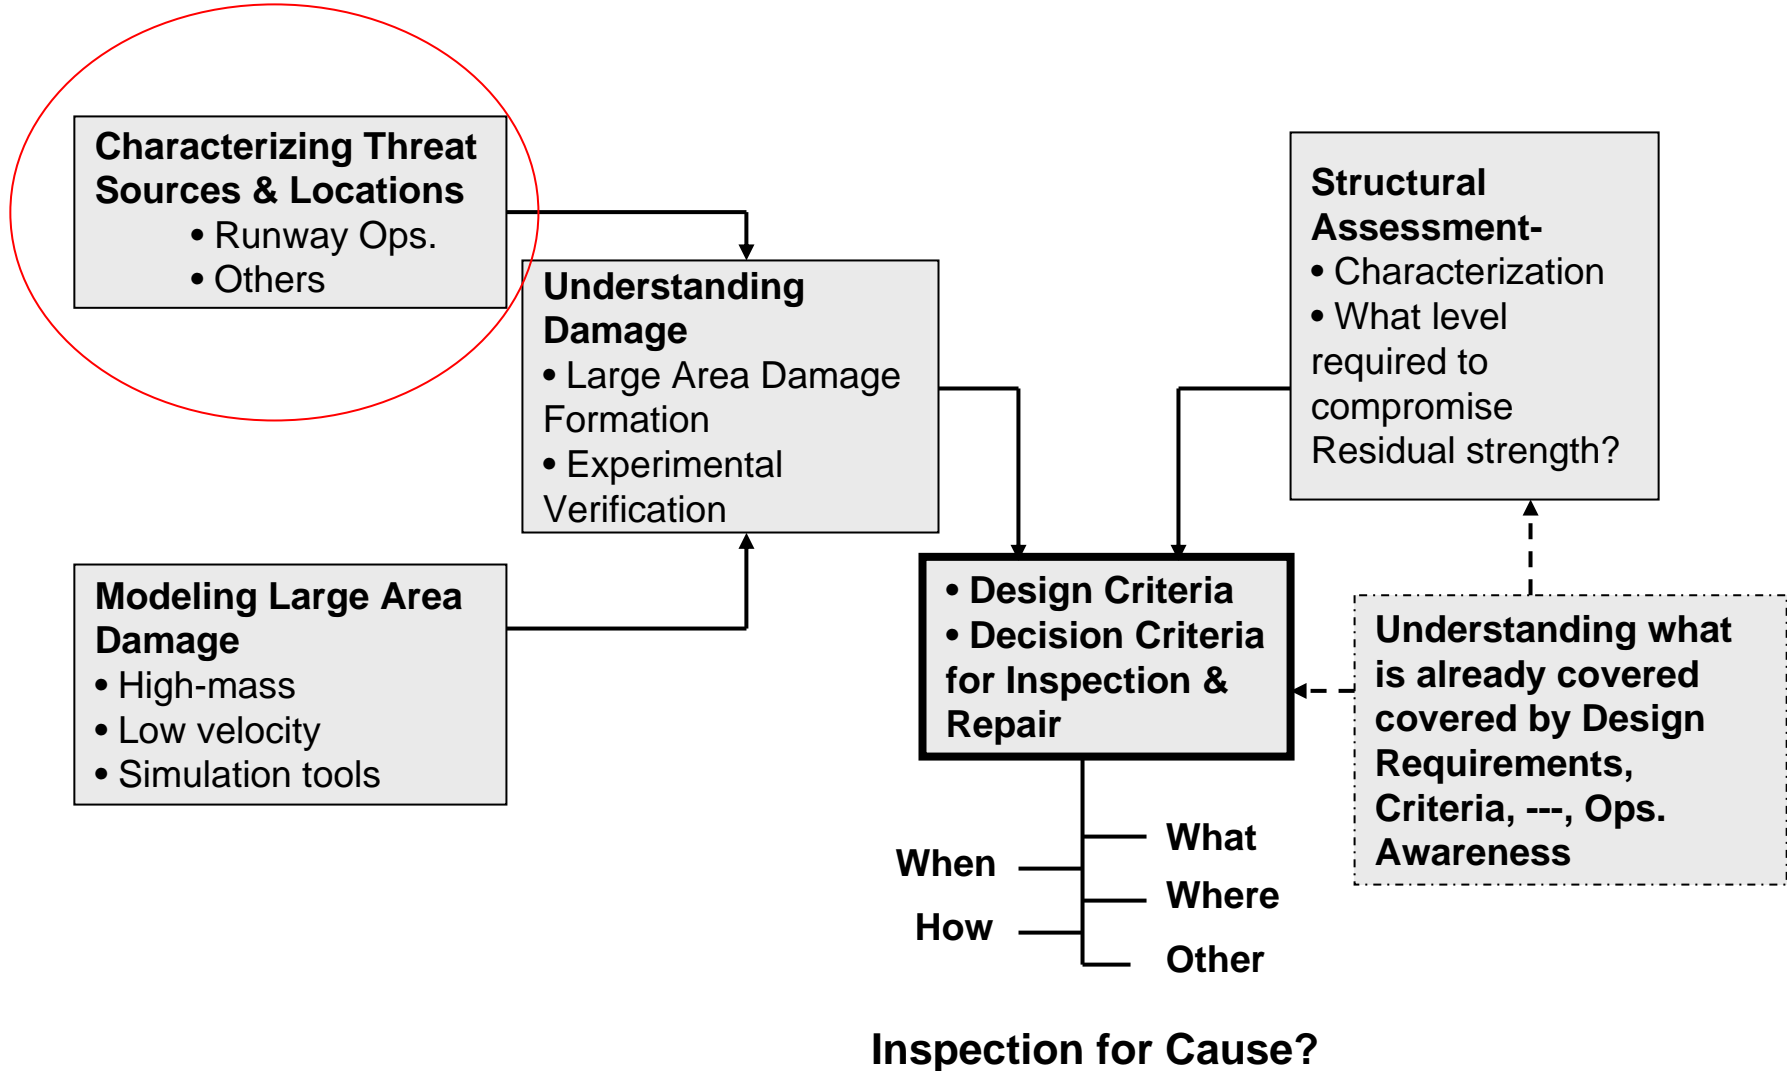 Characterizing Threat
Sources & Locations
• Runway Ops.
• Others
Understanding
Damage
• Large Area Damage
Formation
• Experimental
Verification
Modeling Large Area
Damage
• High-mass
• Low velocity
• Simulation tools
Structural
Assessment-
• Characterization
• What level
required to
compromise
Residual strength?
• Design Criteria
• Decision Criteria
for Inspection &
Repair
Understanding what
is already covered
covered by Design
Requirements,
Criteria, ---, Ops.
Awareness
What
When
Where
How
Other
Inspection for Cause?